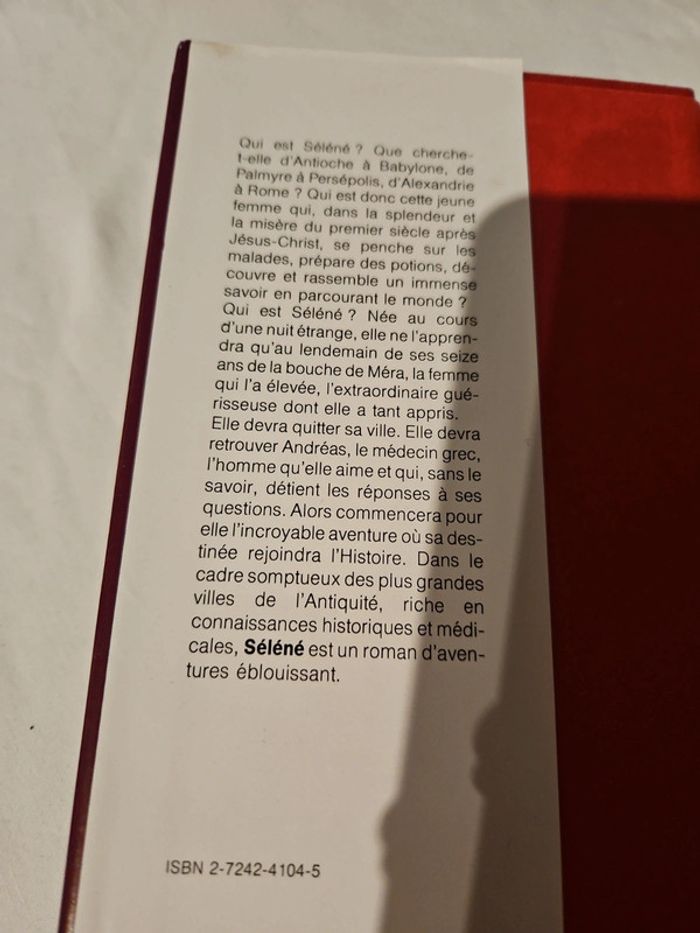 Qui est Séléné ? Que cherche-
t-elle d'Antioche à Babylone, de
Palmyre à Persépolis, d'Alexandrie
à Rome ? Qui est donc cette jeune
femme qui, dans la splendeur et
la misère du premier siècle après
Jésus-Christ, se penche sur les
malades, prépare des potions, dé-
couvre et rassemble un immense
savoir en parcourant le monde ?
Qui est Séléné ? Née au cours
d'une nuit étrange, elle ne l'appren-
dra qu'au lendemain de ses seize
ans de la bouche de Méra, la femme
qui l'a élevée, l'extraordinaire gué-
risseuse dont elle a tant appris.
Elle devra quitter sa ville. Elle devra
retrouver Andréas, le médecin grec,
l'homme qu'elle aime et qui, sans le
savoir, détient les réponses à ses
questions. Alors commencera pour
elle l'incroyable aventure où sa des-
tinée rejoindra l'Histoire. Dans le
cadre somptueux des plus grandes
villes de l'Antiquité, riche en
connaissances historiques et médi-
cales, Séléné est un roman d'aven-
tures éblouissant.
ISBN 2-7242-4104-5